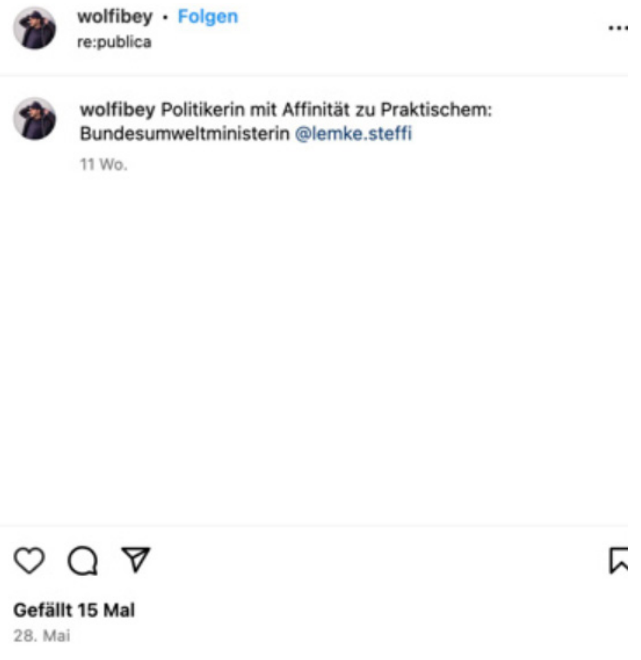 wolfibey • Folgen
re:publica
wolfibey Politikerin mit Affinität zu Praktischem:
Bundesumweltministerin @lemke.steffi
11 Wo.
Gefällt 15 Mal
28. Mai